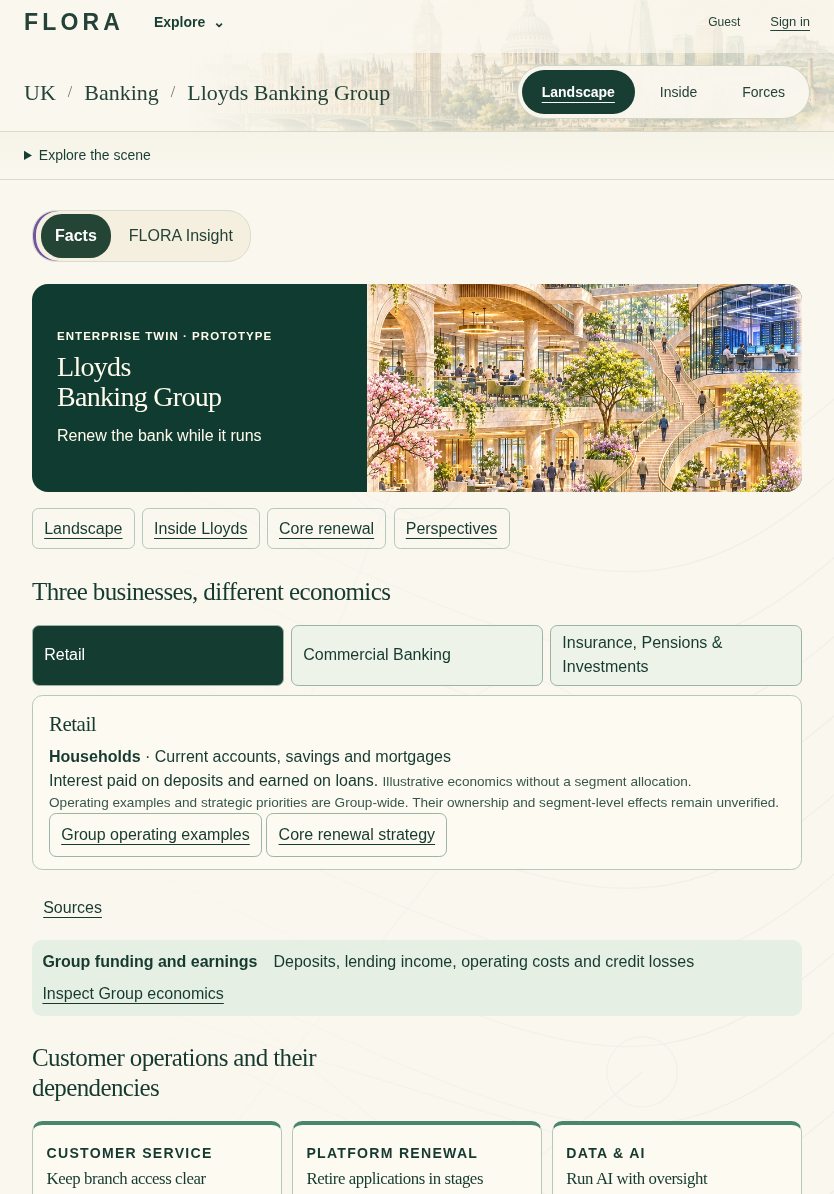 FLORA
Explore
Guest
Sign in
UK / Banking / Lloyds Banking Group
Landscape
Inside
Forces
Explore the scene
Facts
FLORA Insight
ENTERPRISE TWIN · PROTOTYPE
Lloyds
Banking Group
Renew the bank while it runs
Landscape
Inside Lloyds
Core renewal
Perspectives
Three businesses, different economics
Retail
Commercial Banking
Insurance, Pensions &
Investments
Retail
Households · Current accounts, savings and mortgages
Interest paid on deposits and earned on loans. Illustrative economics without a segment allocation.
Operating examples and strategic priorities are Group-wide. Their ownership and segment-level effects remain unverified.
Group operating examples
Core renewal strategy
Sources
Group funding and earnings Deposits, lending income, operating costs and credit losses
Inspect Group economics
Customer operations and their
dependencies
CUSTOMER SERVICE
Keep branch access clear
PLATFORM RENEWAL
Retire applications in stages
DATA & AI
Run AI with oversight